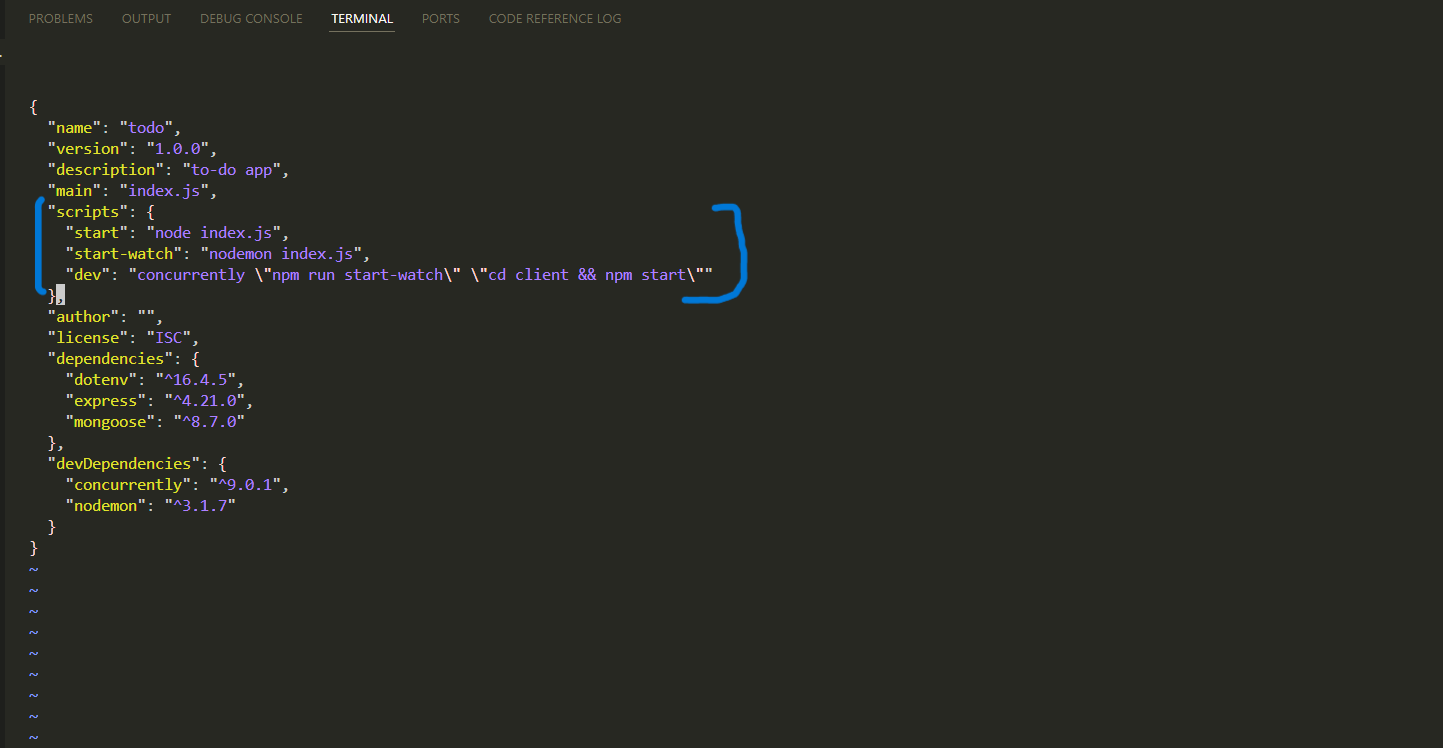 PROBLEMS OUTPUT DEBUG CONSOLE TERMINAL PORTS CODE REFERENCE LOG
{
  "name": "todo",
  "version": "1.0.0",
  "description": "to-do app",
  "main": "index.js",
  "scripts": {
    "start": "node index.js",
    "start-watch": "nodemon index.js",
    "dev": "concurrently \"npm run start-watch\" \"cd client && npm start\""
  },
  "author": "",
  "license": "ISC",
  "dependencies": {
    "dotenv": "^16.4.5",
    "express": "^4.21.0",
    "mongoose": "^8.7.0"
  },
  "devDependencies": {
    "concurrently": "^9.0.1",
    "nodemon": "^3.1.7"
  }
}
~
~
~
~
~
~
~
~
~